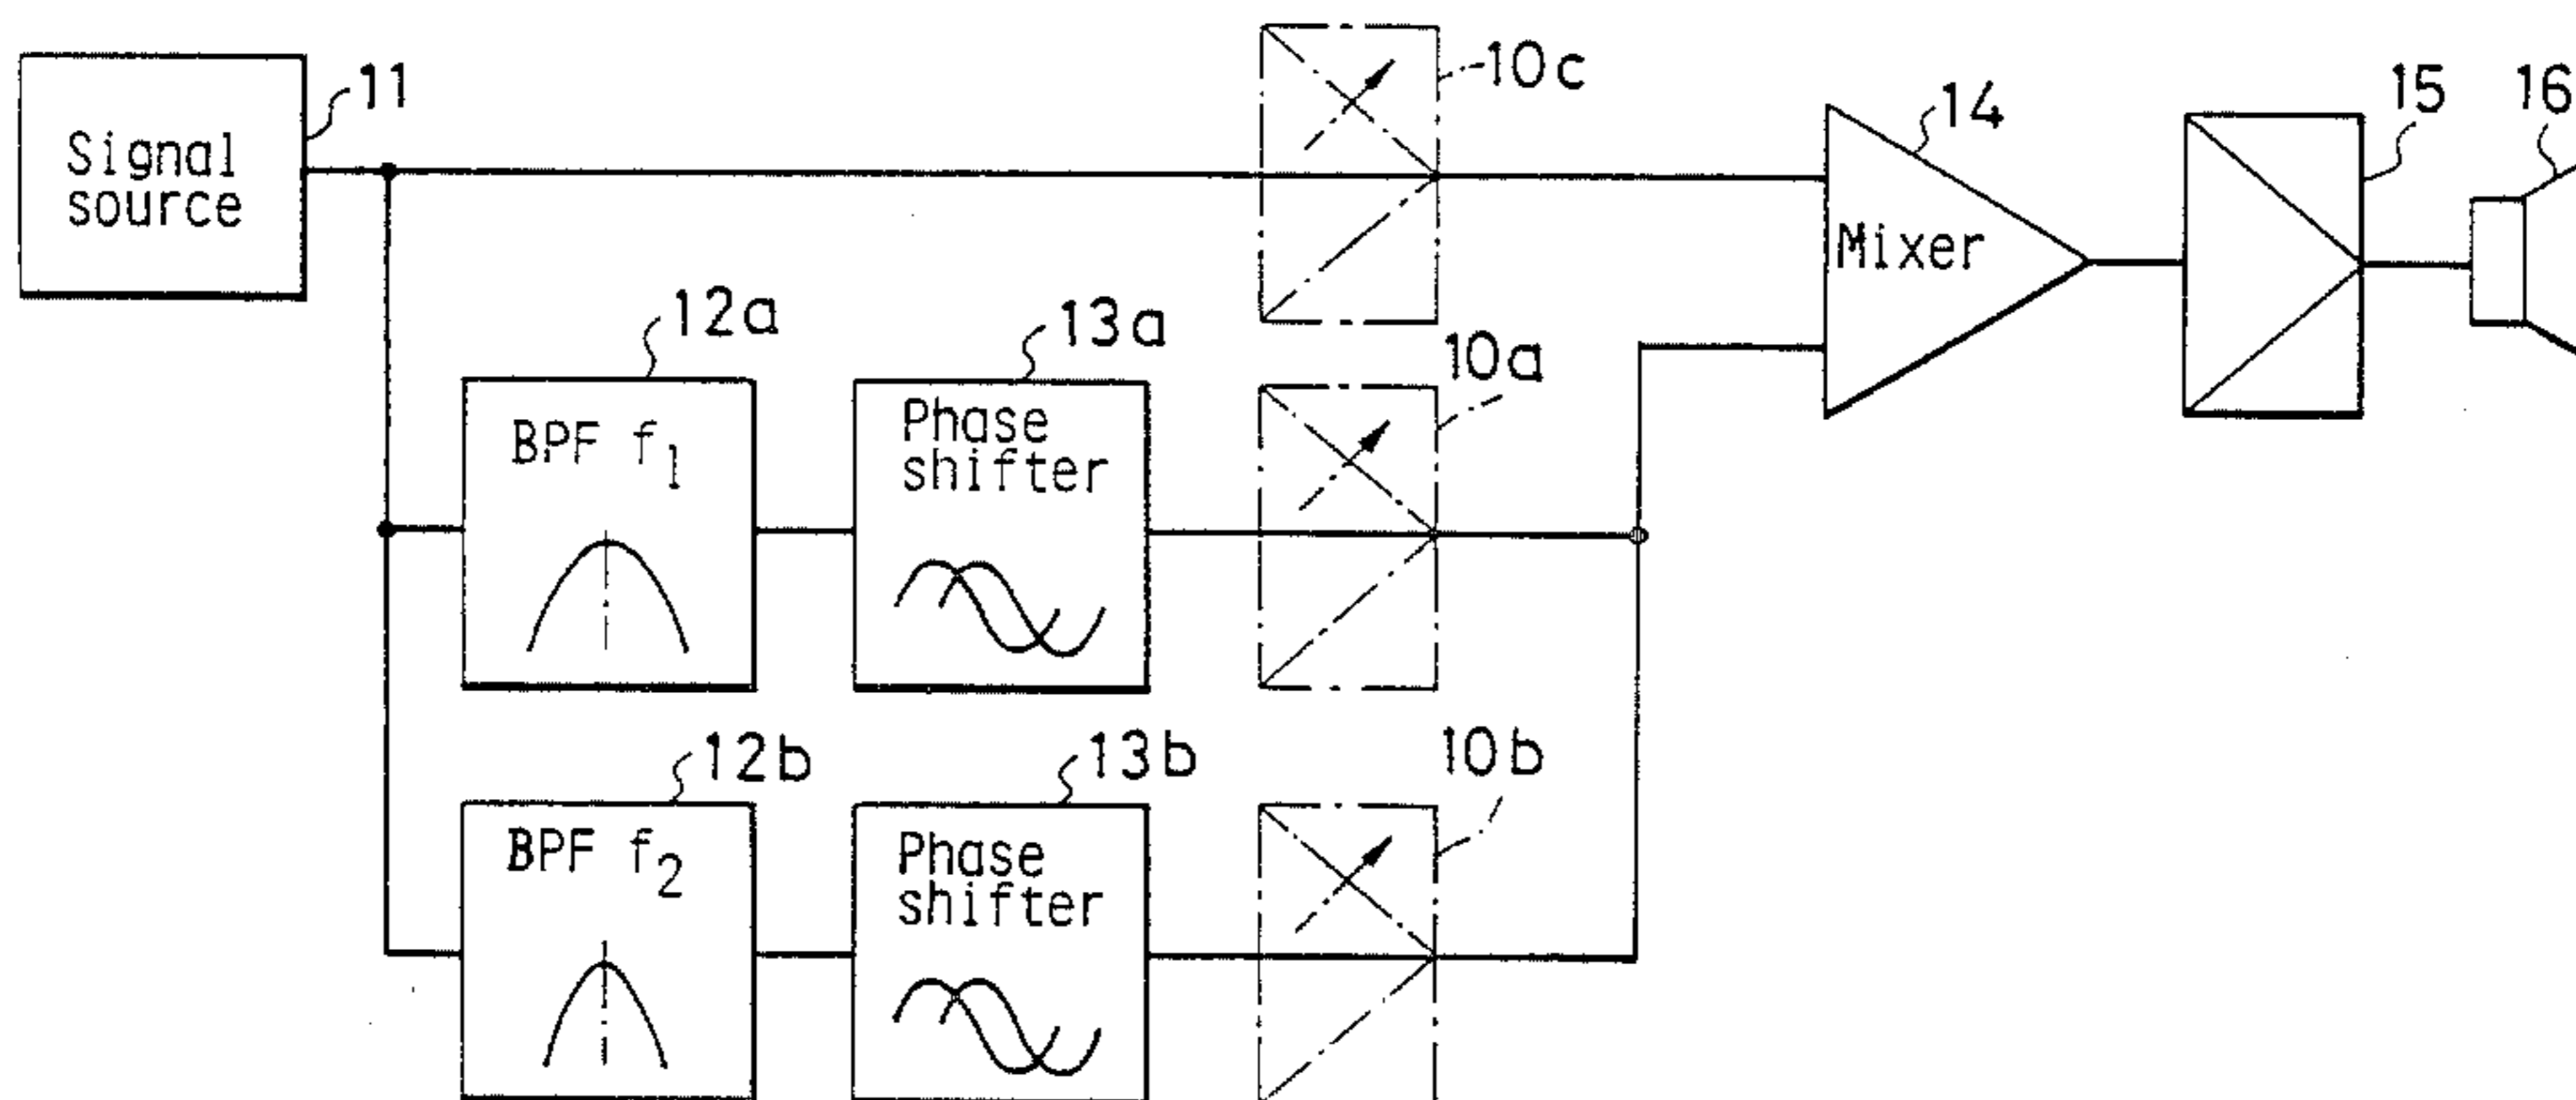 11
Signal
source
10c
14
Mixer
15
16
12a
BPF f1
13a
Phase
shifter
10a
12b
BPF f2
13b
Phase
shifter
10b